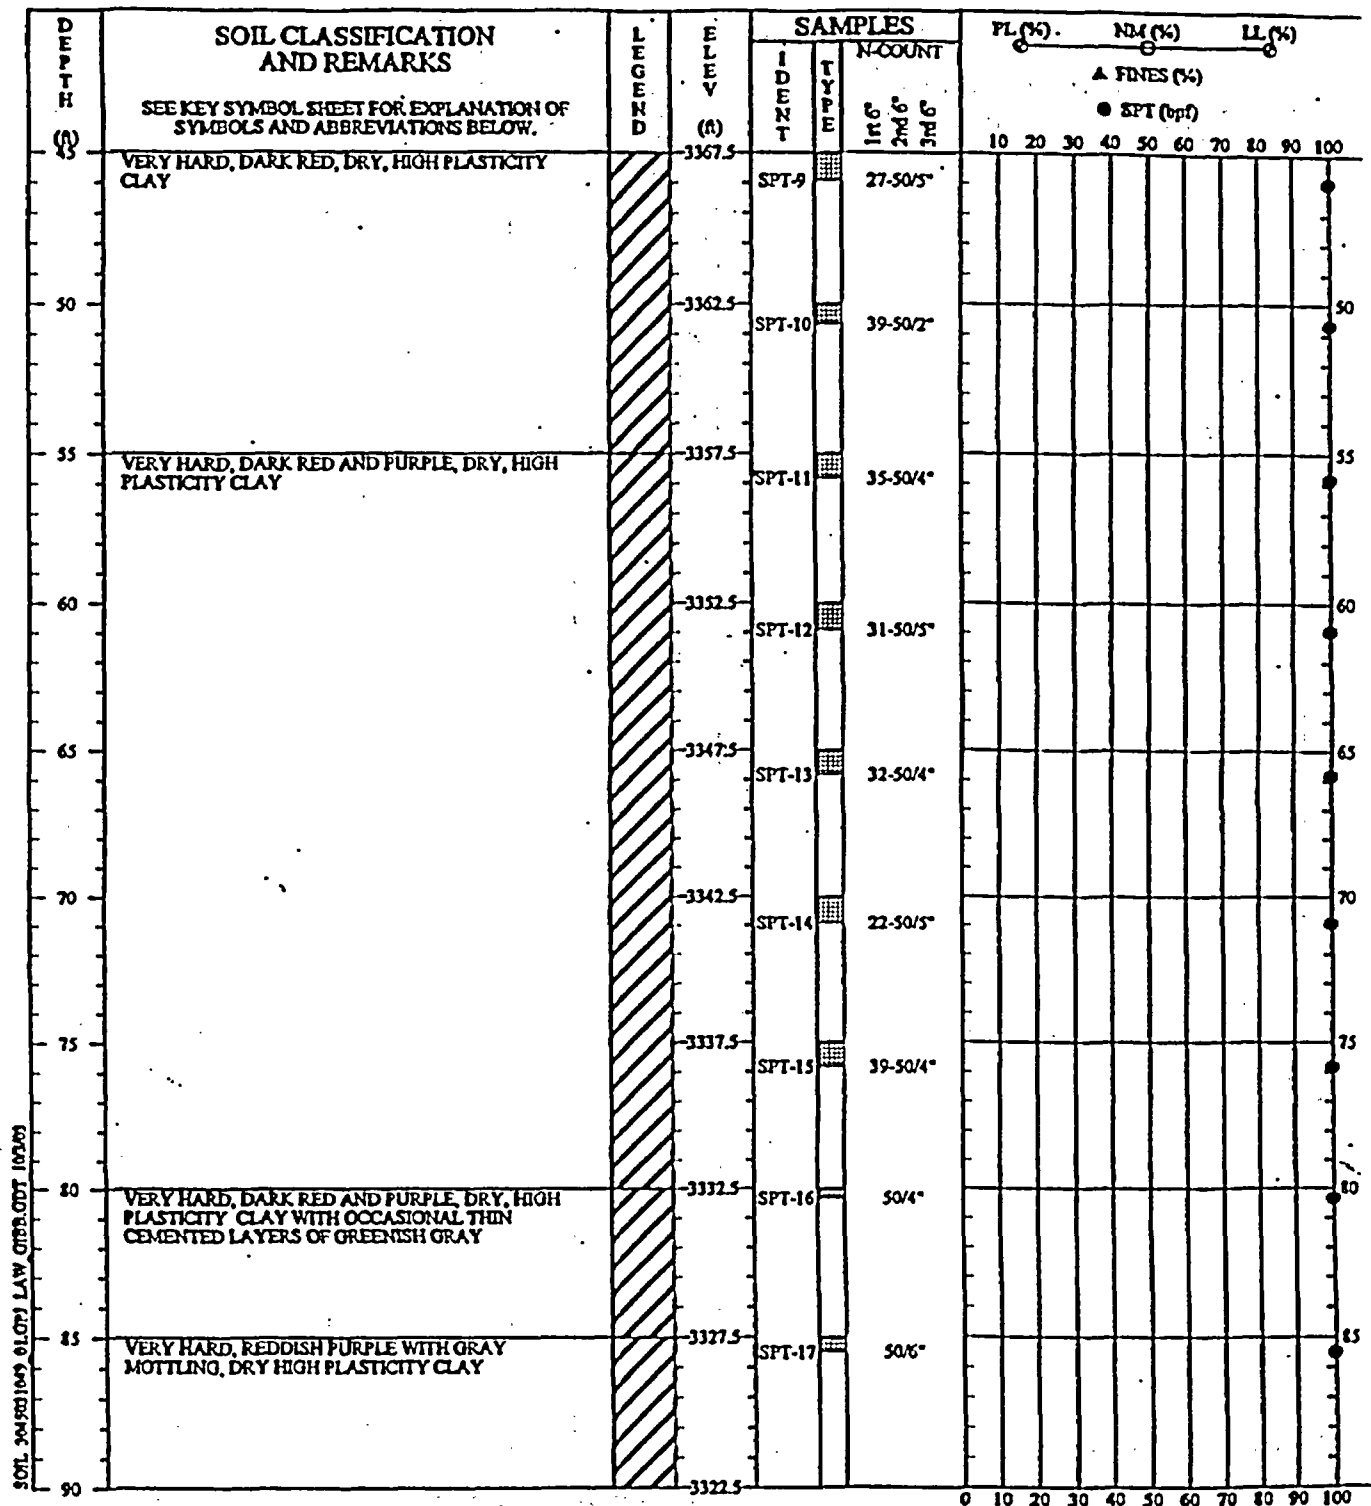 DEPTH (ft)
SOIL CLASSIFICATION
AND REMARKS
SEE KEY SYMBOL SHEET FOR EXPLANATION OF
SYMBOLS AND ABBREVIATIONS BELOW.
LEGEND
ELEV (ft)
SAMPLES
IDENT
TYPE
N-COUNT
1st 6"
2nd 6"
3rd 6"
PL (%) NM (%) LL (%)
▲ FINES (%)
● SPT (bpf)
10 20 30 40 50 60 70 80 90 100
45 VERY HARD, DARK RED, DRY, HIGH PLASTICITY 3367.5
CLAY
SPT-9 27-50/5"
50 3362.5 50
SPT-10 39-50/2"
55 3357.5 55
VERY HARD, DARK RED AND PURPLE, DRY, HIGH
PLASTICITY CLAY
SPT-11 35-50/4"
60 3352.5 60
SPT-12 31-50/5"
65 3347.5 65
SPT-13 32-50/4"
70 3342.5 70
SPT-14 22-50/5"
75 3337.5 75
SPT-15 39-50/4"
80 3332.5 80
VERY HARD, DARK RED AND PURPLE, DRY, HIGH
PLASTICITY CLAY WITH OCCASIONAL THIN
CEMENTED LAYERS OF GREENISH GRAY
SPT-16 50/4"
85 3327.5 85
VERY HARD, REDDISH PURPLE WITH GRAY
MOTTLING, DRY HIGH PLASTICITY CLAY
SPT-17 50/6"
90 3322.5
0 10 20 30 40 50 60 70 80 90 100
SOIL LAW GIBB.GDT